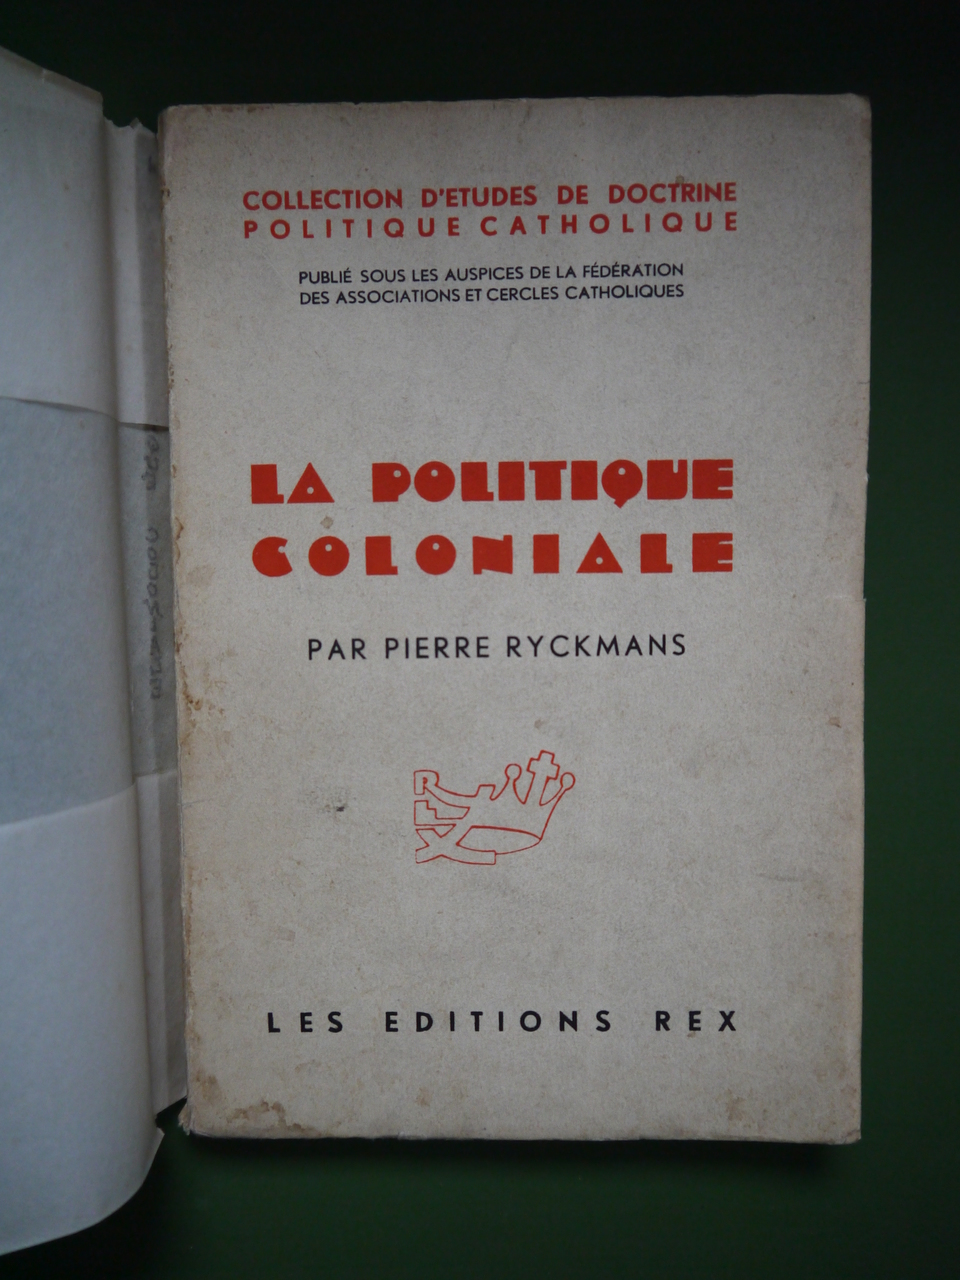 COLLECTION D'ETUDES DE DOCTRINE
POLITIQUE CATHOLIQUE
PUBLIÉ SOUS LES AUSPICES DE LA FÉDÉRATION
DES ASSOCIATIONS ET CERCLES CATHOLIQUES
LA POLITIQUE
COLONIALE
PAR PIERRE RYCKMANS
REX
LES EDITIONS REX